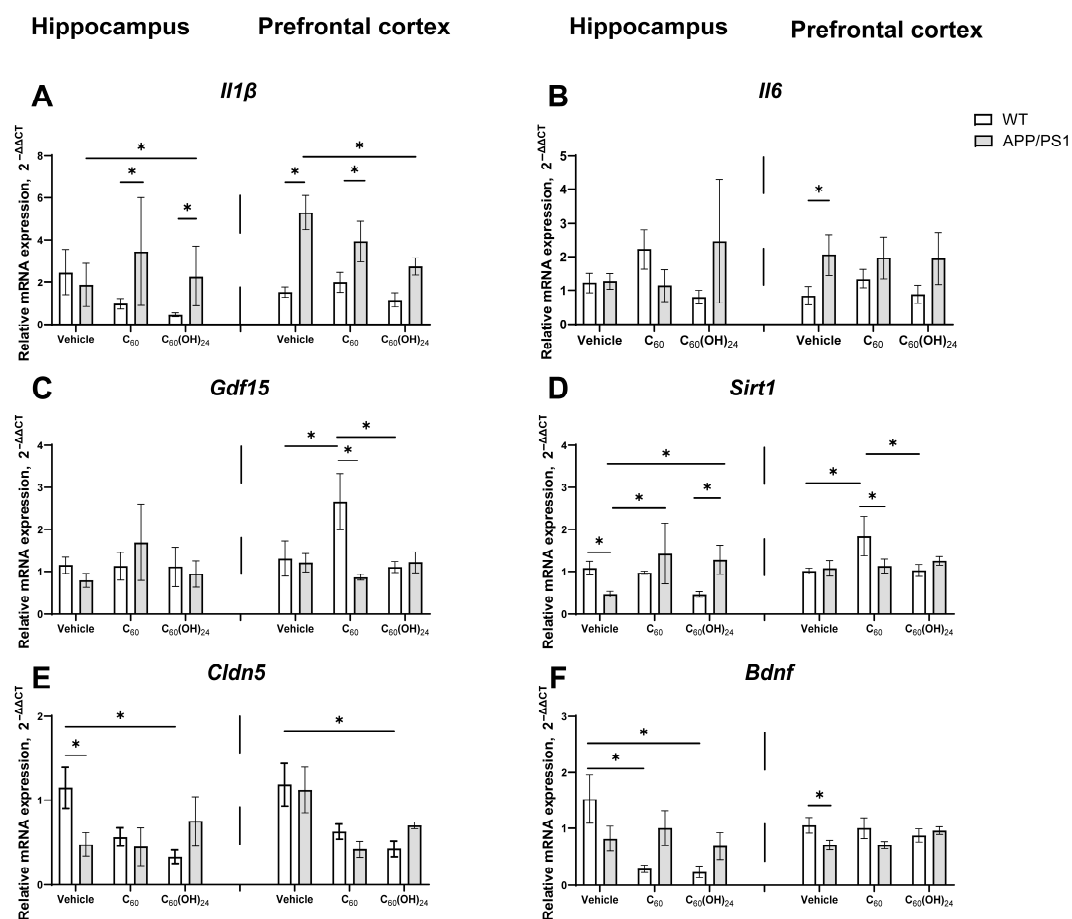 Hippocampus Prefrontal cortex Hippocampus Prefrontal cortex
A Il1β
Relative mRNA expression, 2^−ΔΔCT
8
6
4
2
0
* * * * * *
Vehicle C60 C60(OH)24 Vehicle C60 C60(OH)24
B Il6
WT
APP/PS1
Relative mRNA expression, 2^−ΔΔCT
5
4
3
2
1
0
*
Vehicle C60 C60(OH)24 Vehicle C60 C60(OH)24
C Gdf15
Relative mRNA expression, 2^−ΔΔCT
4
3
2
1
0
* * *
Vehicle C60 C60(OH)24 Vehicle C60 C60(OH)24
D Sirt1
Relative mRNA expression, 2^−ΔΔCT
4
3
2
1
0
* * * * * * *
Vehicle C60 C60(OH)24 Vehicle C60 C60(OH)24
E Cldn5
Relative mRNA expression, 2^−ΔΔCT
2
1
0
* * *
Vehicle C60 C60(OH)24 Vehicle C60 C60(OH)24
F Bdnf
Relative mRNA expression, 2^−ΔΔCT
3
2
1
0
* * *
Vehicle C60 C60(OH)24 Vehicle C60 C60(OH)24